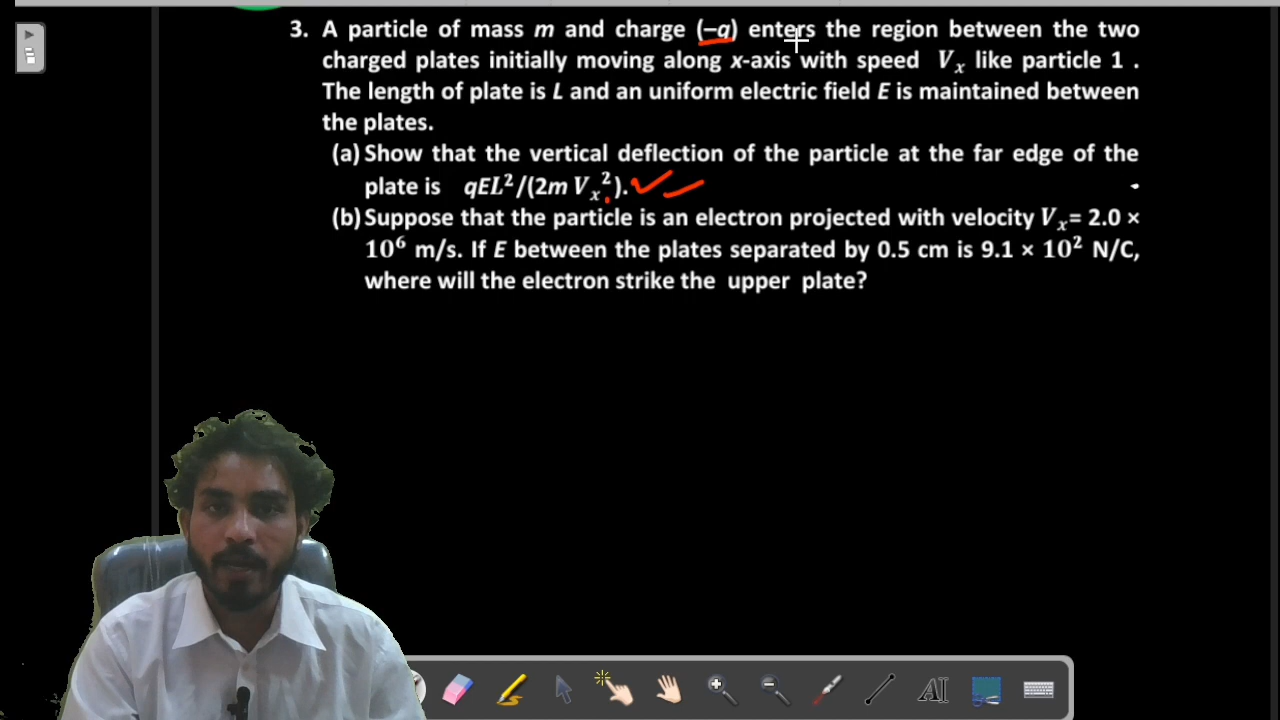 3. A particle of mass m and charge (−q) enters the region between the two
charged plates initially moving along x-axis with speed Vₓ like particle 1 .
The length of plate is L and an uniform electric field E is maintained between
the plates.
(a) Show that the vertical deflection of the particle at the far edge of the
plate is qEL²/(2m Vₓ²).
(b) Suppose that the particle is an electron projected with velocity Vₓ= 2.0 ×
10⁶ m/s. If E between the plates separated by 0.5 cm is 9.1 × 10² N/C,
where will the electron strike the upper plate?
AI